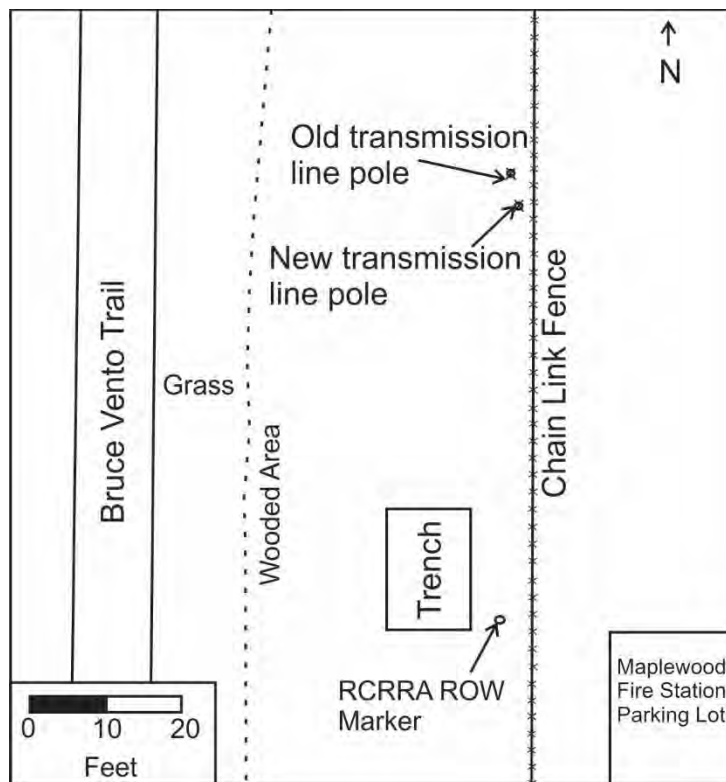 N
Old transmission
line pole
New transmission
line pole
Bruce Vento Trail
Grass
Wooded Area
Chain Link Fence
Trench
RCRRA ROW
Marker
Maplewood
Fire Station
Parking Lot
0 10 20
Feet